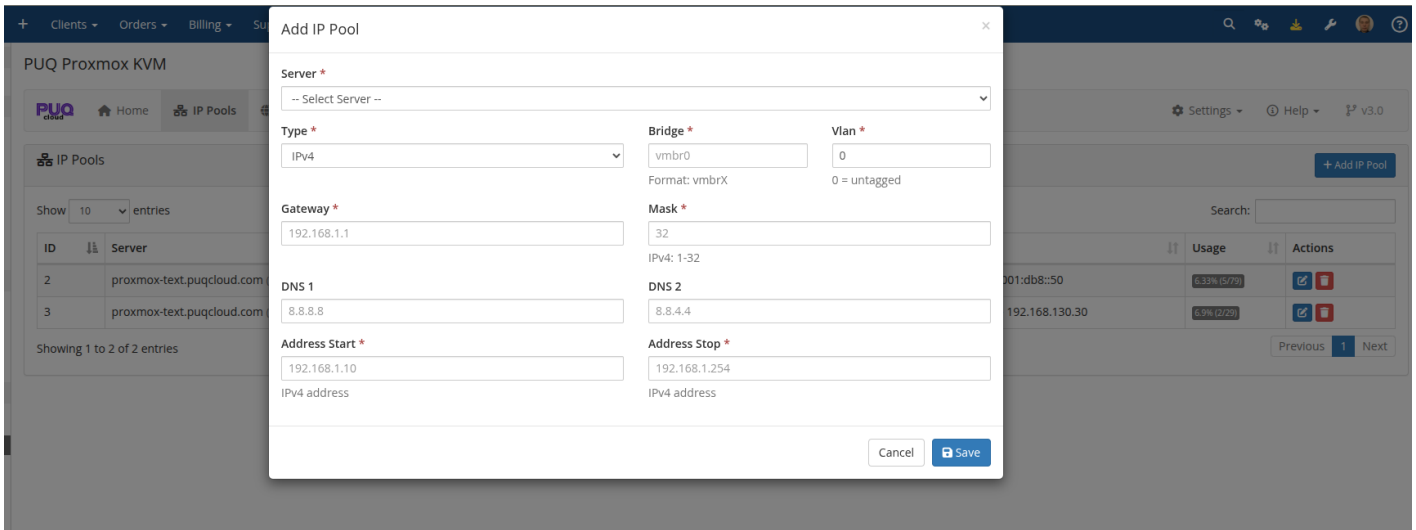 + Clients Orders Billing Su
Add IP Pool ×
PUQ Proxmox KVM
PUQ cloud Home IP Pools Settings Help v3.0
Server *
-- Select Server --
Type * Bridge * Vlan *
IPv4 vmbr0 0
Format: vmbrX 0 = untagged
IP Pools + Add IP Pool
Gateway * Mask *
192.168.1.1 32
IPv4: 1-32
Show 10 entries Search:
ID Server Usage Actions
2 proxmox-text.puqcloud.com 001:db8::50 6.33% (5/79)
3 proxmox-text.puqcloud.com 192.168.130.30 6.9% (2/29)
DNS 1 DNS 2
8.8.8.8 8.8.4.4
Showing 1 to 2 of 2 entries Previous 1 Next
Address Start * Address Stop *
192.168.1.10 192.168.1.254
IPv4 address IPv4 address
Cancel Save